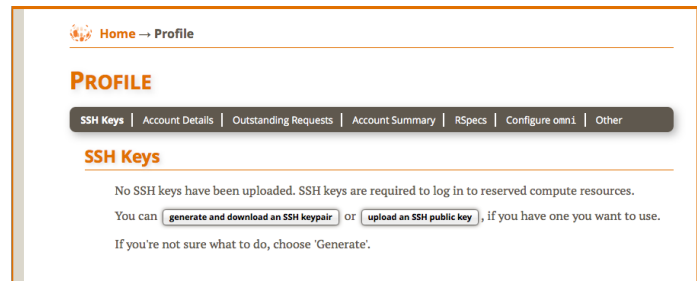 Home → Profile
PROFILE
SSH Keys | Account Details | Outstanding Requests | Account Summary | RSpecs | Configure omni | Other
SSH Keys
No SSH keys have been uploaded. SSH keys are required to log in to reserved compute resources.
You can generate and download an SSH keypair or upload an SSH public key , if you have one you want to use.
If you're not sure what to do, choose 'Generate'.